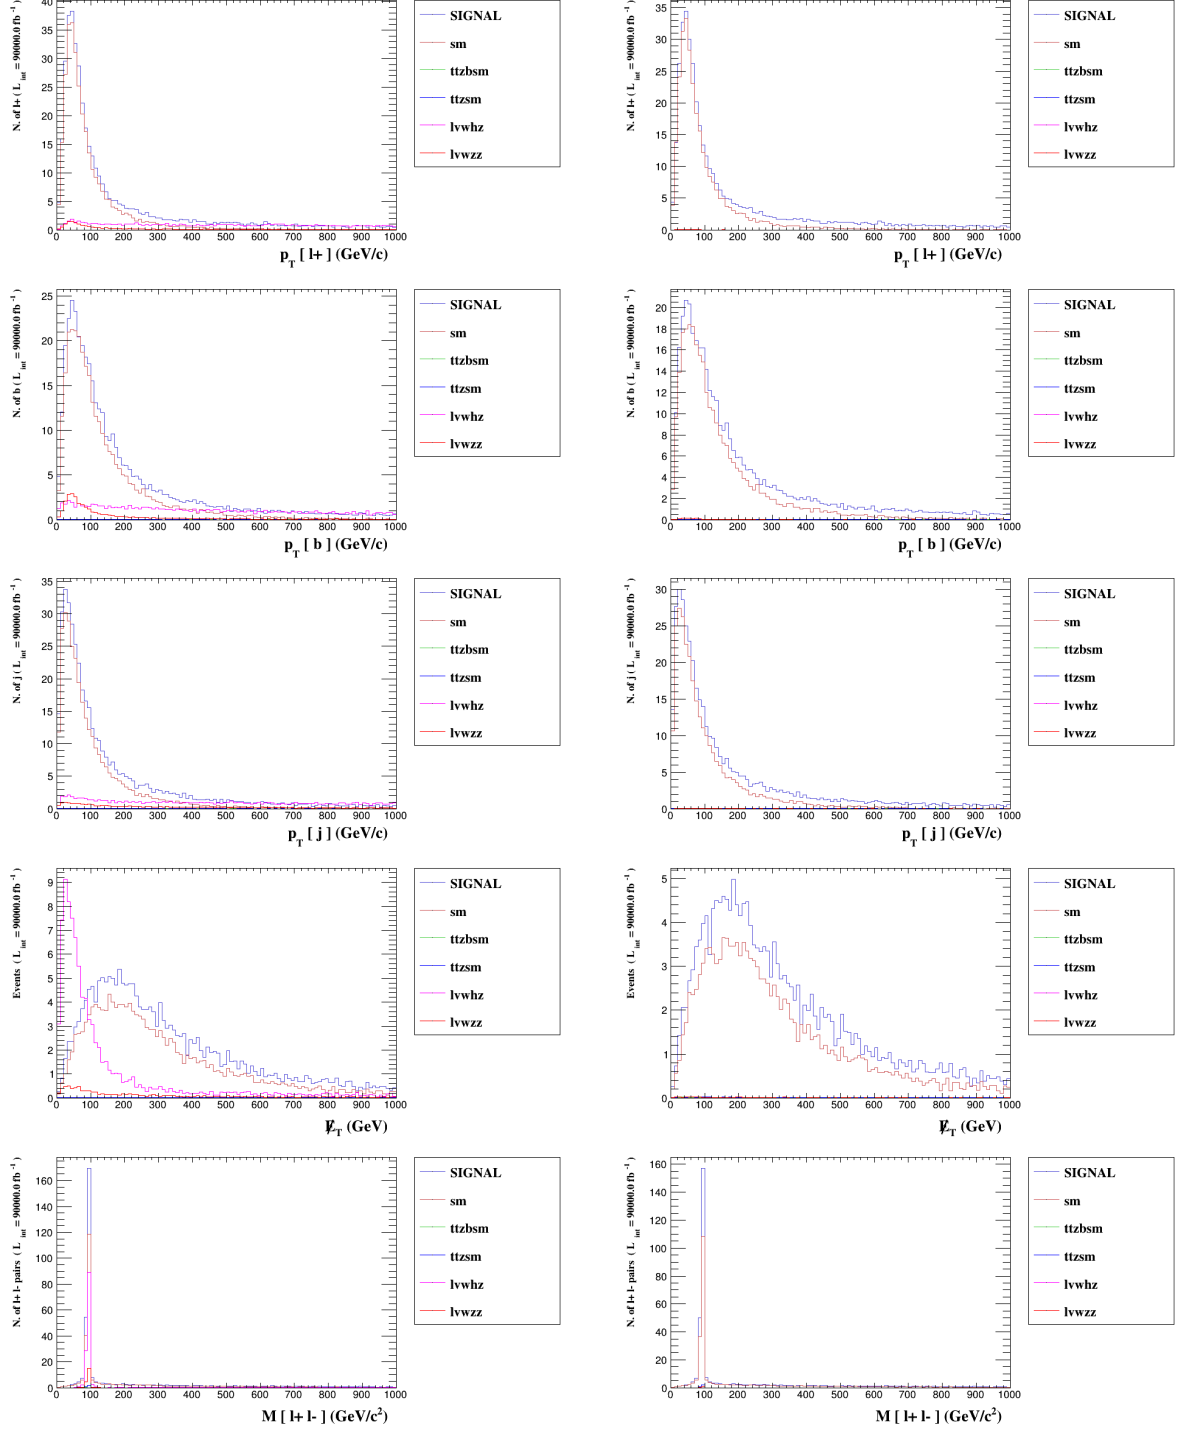 N. of l+ ( L int = 90000.0 fb -1 )
40
35
30
25
20
15
10
5
0
0 100 200 300 400 500 600 700 800 900 1000
p T [ l+ ] (GeV/c)
SIGNAL
sm
ttzbsm
ttzsm
lvwhz
lvwzz
N. of l+ ( L int = 90000.0 fb -1 )
35
30
25
20
15
10
5
0
0 100 200 300 400 500 600 700 800 900 1000
p T [ l+ ] (GeV/c)
SIGNAL
sm
ttzbsm
ttzsm
lvwhz
lvwzz
N. of b ( L int = 90000.0 fb -1 )
25
20
15
10
5
0
0 100 200 300 400 500 600 700 800 900 1000
p T [ b ] (GeV/c)
SIGNAL
sm
ttzbsm
ttzsm
lvwhz
lvwzz
N. of b ( L int = 90000.0 fb -1 )
20
18
16
14
12
10
8
6
4
2
0
0 100 200 300 400 500 600 700 800 900 1000
p T [ b ] (GeV/c)
SIGNAL
sm
ttzbsm
ttzsm
lvwhz
lvwzz
N. of j ( L int = 90000.0 fb -1 )
35
30
25
20
15
10
5
0
0 100 200 300 400 500 600 700 800 900 1000
p T [ j ] (GeV/c)
SIGNAL
sm
ttzbsm
ttzsm
lvwhz
lvwzz
N. of j ( L int = 90000.0 fb -1 )
30
25
20
15
10
5
0
0 100 200 300 400 500 600 700 800 900 1000
p T [ j ] (GeV/c)
SIGNAL
sm
ttzbsm
ttzsm
lvwhz
lvwzz
Events ( L int = 90000.0 fb -1 )
9
8
7
6
5
4
3
2
1
0
0 100 200 300 400 500 600 700 800 900 1000
E̸ T (GeV)
SIGNAL
sm
ttzbsm
ttzsm
lvwhz
lvwzz
Events ( L int = 90000.0 fb -1 )
5
4
3
2
1
0
0 100 200 300 400 500 600 700 800 900 1000
E̸ T (GeV)
SIGNAL
sm
ttzbsm
ttzsm
lvwhz
lvwzz
N. of l+ l- pairs ( L int = 90000.0 fb -1 )
160
140
120
100
80
60
40
20
0
0 100 200 300 400 500 600 700 800 900 1000
M [ l+ l- ] (GeV/c²)
SIGNAL
sm
ttzbsm
ttzsm
lvwhz
lvwzz
N. of l+ l- pairs ( L int = 90000.0 fb -1 )
160
140
120
100
80
60
40
20
0
0 100 200 300 400 500 600 700 800 900 1000
M [ l+ l- ] (GeV/c²)
SIGNAL
sm
ttzbsm
ttzsm
lvwhz
lvwzz